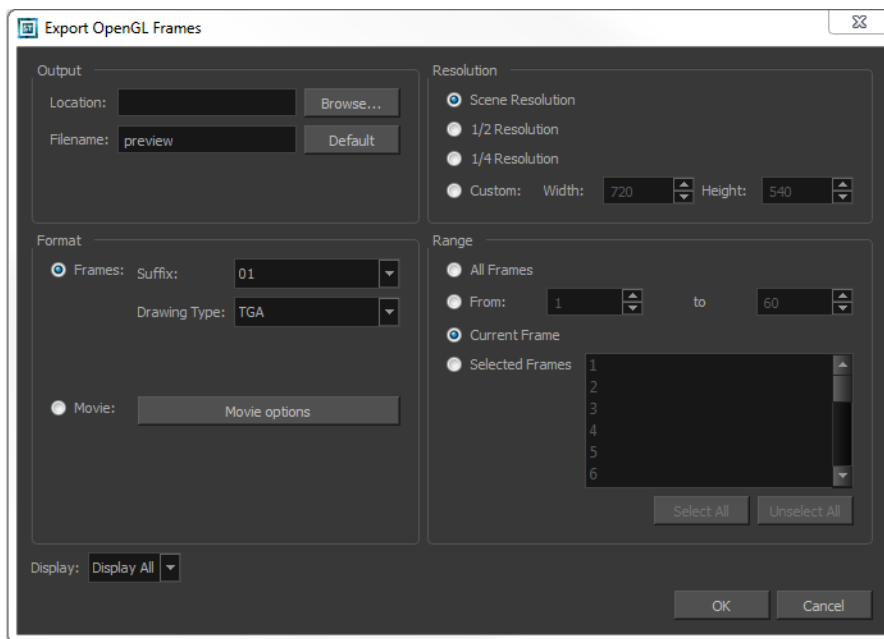 Export OpenGL Frames
Output
Location:
Browse...
Filename:
preview
Default
Resolution
Scene Resolution
1/2 Resolution
1/4 Resolution
Custom: Width: 720 Height: 540
Format
Frames: Suffix: 01
Drawing Type: TGA
Movie: Movie options
Range
All Frames
From: 1 to 60
Current Frame
Selected Frames
1
2
3
4
5
6
Select All Unselect All
Display: Display All
OK Cancel